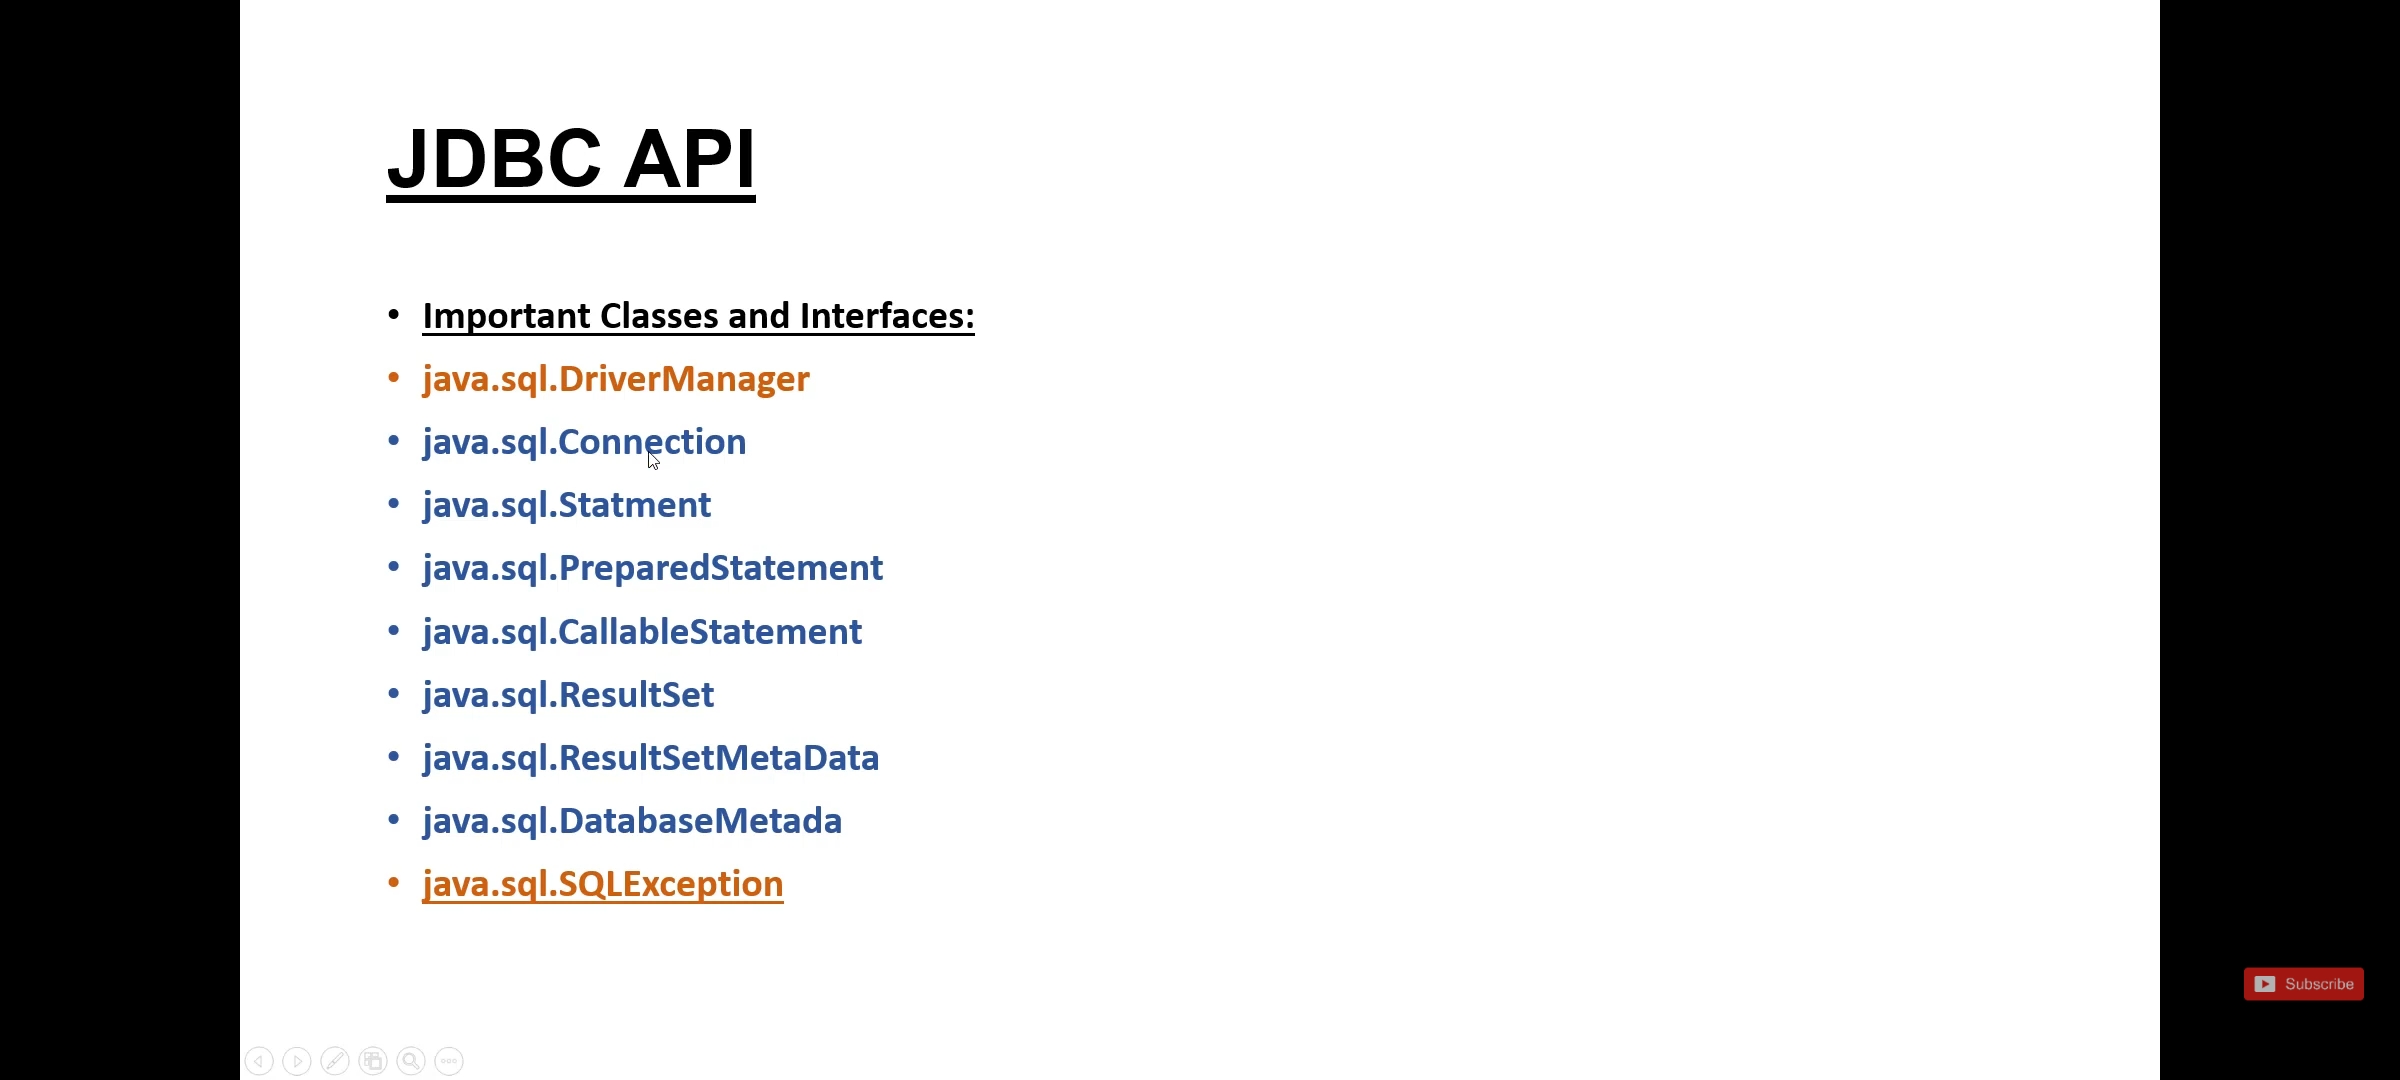 JDBC API
• Important Classes and Interfaces:
• java.sql.DriverManager
• java.sql.Connection
• java.sql.Statment
• java.sql.PreparedStatement
• java.sql.CallableStatement
• java.sql.ResultSet
• java.sql.ResultSetMetaData
• java.sql.DatabaseMetada
• java.sql.SQLException
Subscribe